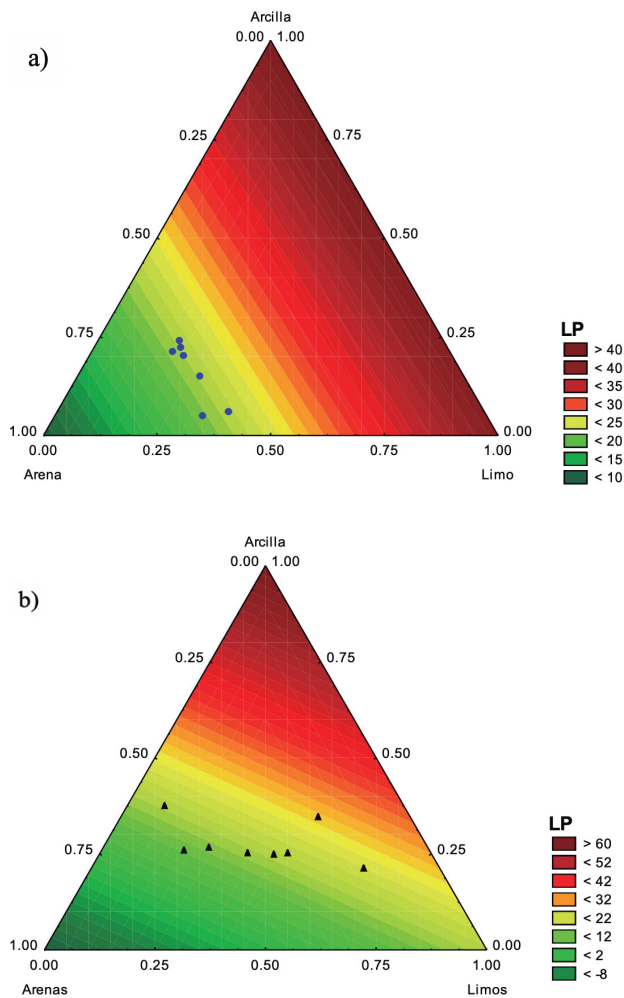 a)
Arcilla
0.00 1.00
0.25 0.75
0.50 0.50
0.75 0.25
1.00 0.00
0.00 0.25 0.50 0.75 1.00
Arena Limo
LP
> 40
< 40
< 35
< 30
< 25
< 20
< 15
< 10
b)
Arcilla
0.00 1.00
0.25 0.75
0.50 0.50
0.75 0.25
1.00 0.00
0.00 0.25 0.50 0.75 1.00
Arenas Limos
LP
> 60
< 52
< 42
< 32
< 22
< 12
< 2
< -8